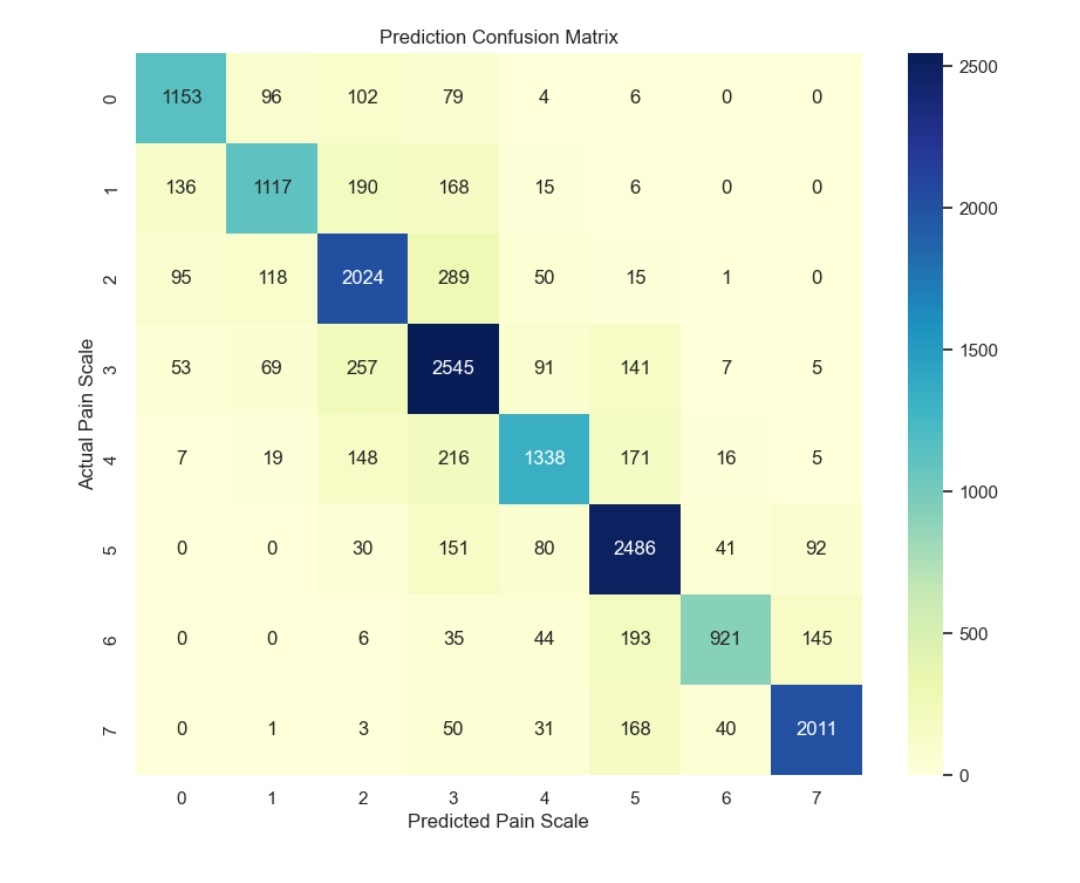 Prediction Confusion Matrix
0 1153 96 102 79 4 6 0 0
1 136 1117 190 168 15 6 0 0
2 95 118 2024 289 50 15 1 0
3 53 69 257 2545 91 141 7 5
4 7 19 148 216 1338 171 16 5
5 0 0 30 151 80 2486 41 92
6 0 0 6 35 44 193 921 145
7 0 1 3 50 31 168 40 2011
0 1 2 3 4 5 6 7
Predicted Pain Scale
Actual Pain Scale
2500
2000
1500
1000
500
0